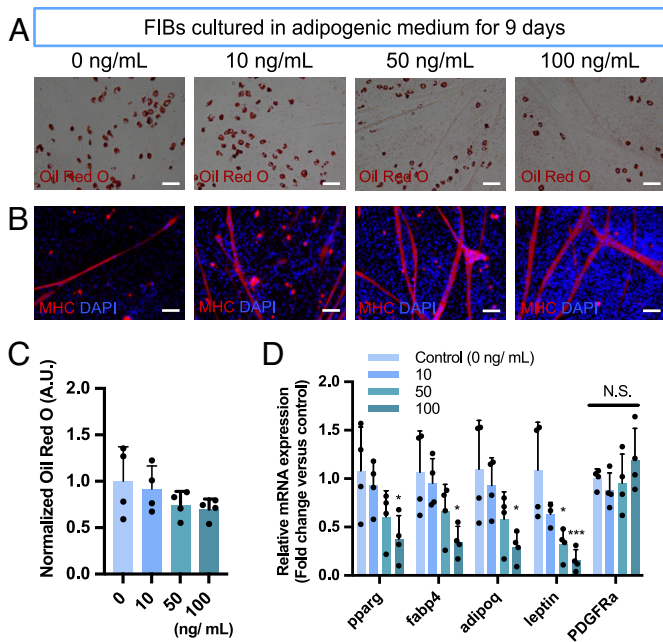 A
FIBs cultured in adipogenic medium for 9 days
0 ng/mL 10 ng/mL 50 ng/mL 100 ng/mL
Oil Red O Oil Red O Oil Red O Oil Red O
B
MHC DAPI MHC DAPI MHC DAPI MHC DAPI
C
Normalized Oil Red O (A.U.)
2.0
1.5
1.0
0.5
0.0
0 10 50 100
(ng/ mL)
D
Relative mRNA expression
(Fold change versus control)
Control (0 ng/ mL)
10
50
100
N.S.
2.0
1.5
1.0
0.5
0.0
* * * * ***
pparg fabp4 adipoq leptin PDGFRa